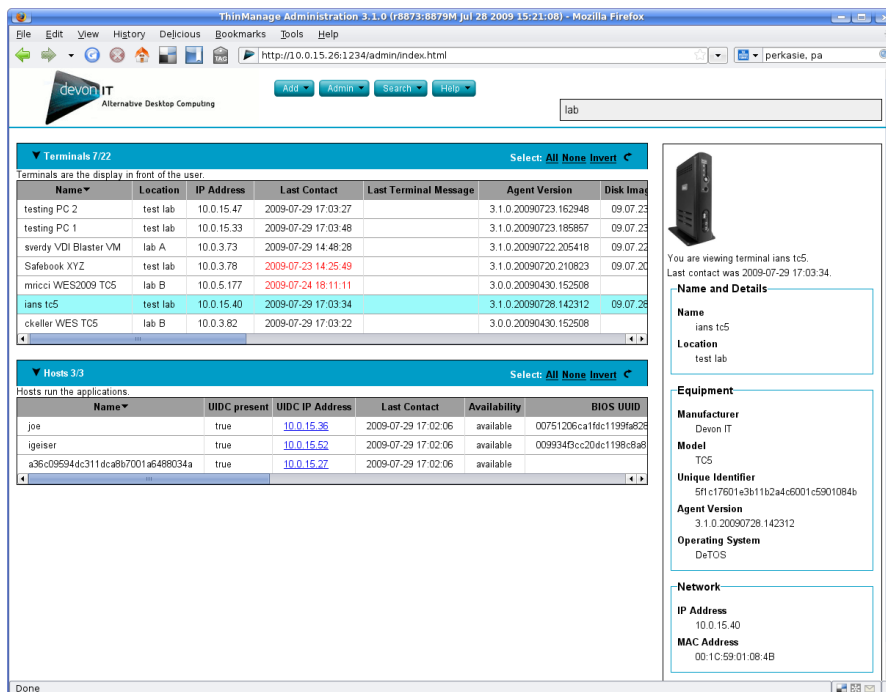 ThinManage Administration 3.1.0 (r8873:8879M Jul 28 2009 15:21:08) - Mozilla Firefox
File Edit View History Delicious Bookmarks Tools Help
TAG http://10.0.15.26:1234/admin/index.html perkasie, pa
devon IT
Alternative Desktop Computing
Add Admin Search Help
lab
Terminals 7/22 Select: All None Invert
Terminals are the display in front of the user.
Name Location IP Address Last Contact Last Terminal Message Agent Version Disk Imag
testing PC 2 test lab 10.0.15.47 2009-07-29 17:03:27 3.1.0.20090723.162948 09.07.23
testing PC 1 test lab 10.0.15.33 2009-07-29 17:03:48 3.1.0.20090723.185857 09.07.23
sverdy VDI Blaster VM lab A 10.0.3.73 2009-07-29 14:48:28 3.1.0.20090722.205418 09.07.22
Safebook XYZ test lab 10.0.3.78 2009-07-23 14:25:49 3.1.0.20090720.210823 09.07.20
mricci WES2009 TC5 lab B 10.0.5.177 2009-07-24 18:11:11 3.0.0.20090430.152508
ians tc5 test lab 10.0.15.40 2009-07-29 17:03:34 3.1.0.20090728.142312 09.07.28
ckeller WES TC5 lab B 10.0.3.82 2009-07-29 17:03:22 3.0.0.20090430.152508
Hosts 3/3 Select: All None Invert
Hosts run the applications.
Name UIDC present UIDC IP Address Last Contact Availability BIOS UUID
joe true 10.0.15.36 2009-07-29 17:02:06 available 00751206ca1fdc1199fa828
igeiser true 10.0.15.52 2009-07-29 17:02:06 available 009934f3cc20dc1198c8a8
a36c09594dc311dca8b7001a6488034a true 10.0.15.27 2009-07-29 17:02:06 available
You are viewing terminal ians tc5.
Last contact was 2009-07-29 17:03:34.
Name and Details
Name
ians tc5
Location
test lab
Equipment
Manufacturer
Devon IT
Model
TC5
Unique Identifier
5f1c17601e3b11b2a4c6001c5901084b
Agent Version
3.1.0.20090728.142312
Operating System
DeTOS
Network
IP Address
10.0.15.40
MAC Address
00:1C:59:01:08:4B
Done